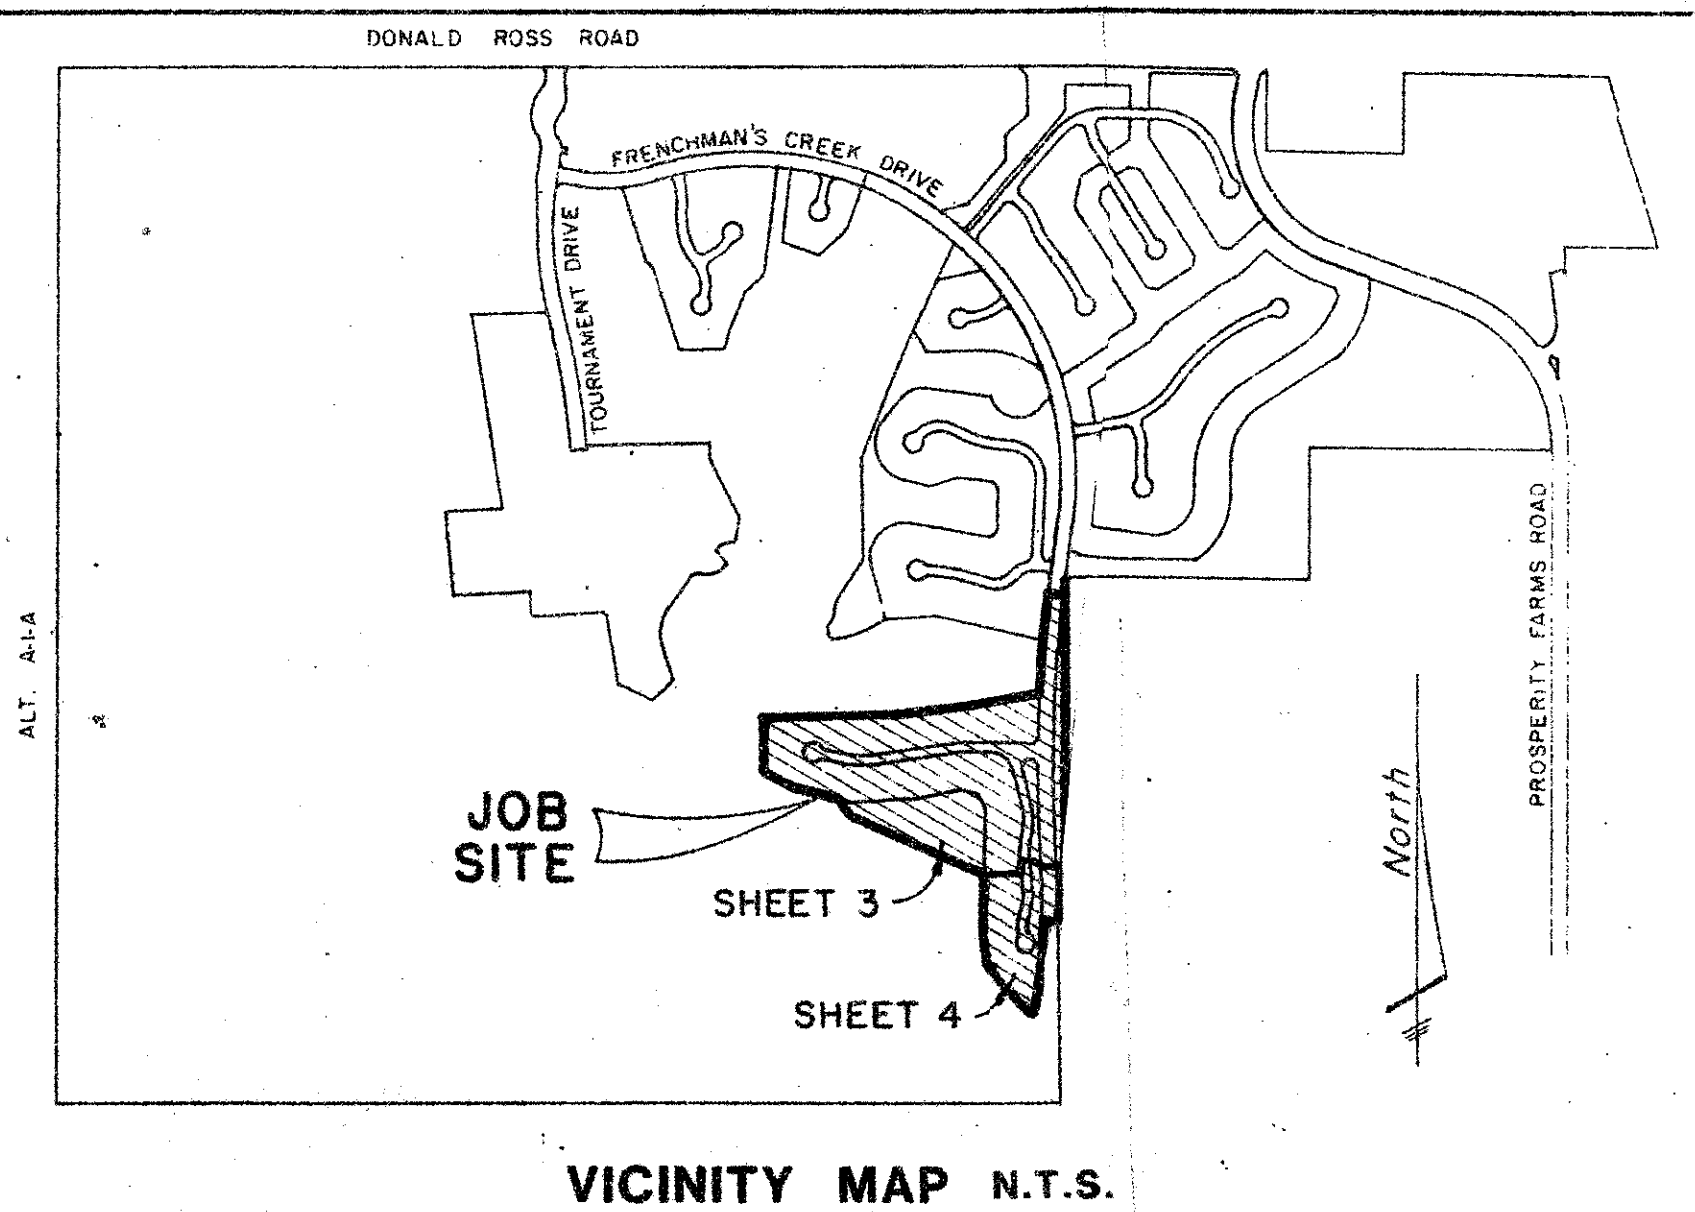 DONALD ROSS ROAD
FRENCHMAN'S CREEK DRIVE
TOURNAMENT DRIVE
ALT. A-1-A
PROSPERITY FARMS ROAD
North
JOB
SITE
SHEET 3
SHEET 4
VICINITY MAP N.T.S.